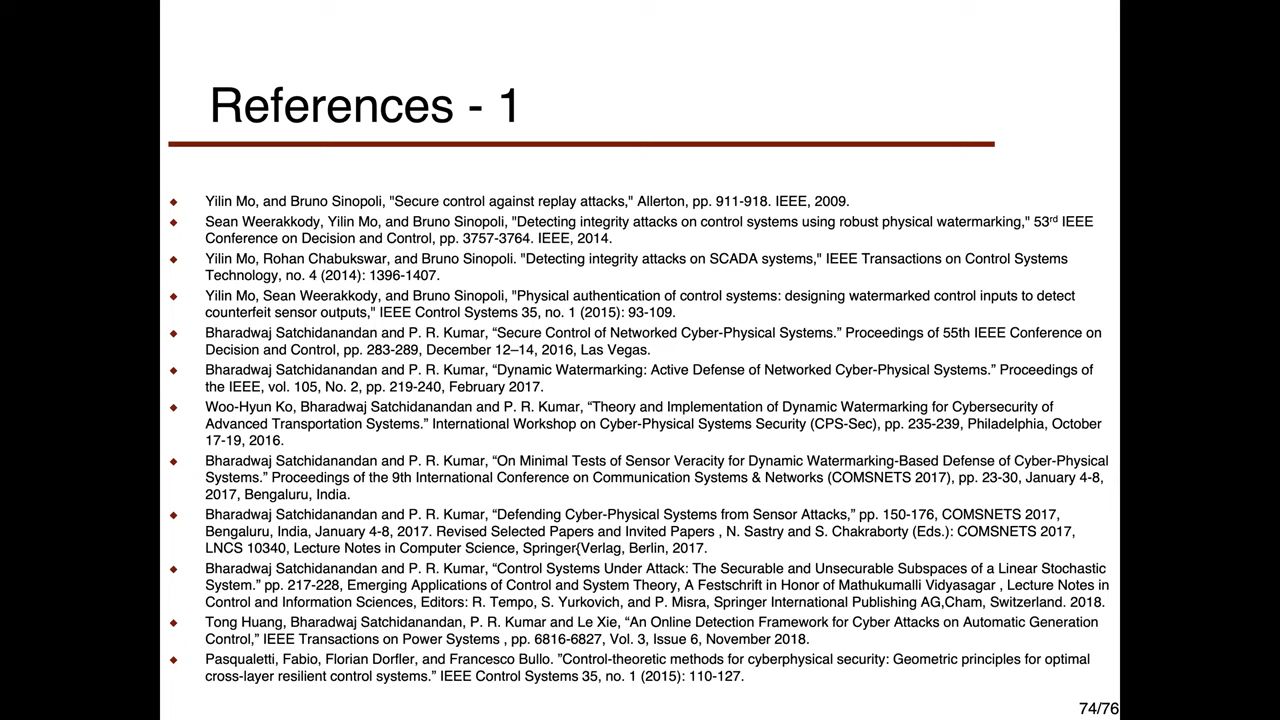 References - 1
Yilin Mo, and Bruno Sinopoli, "Secure control against replay attacks," Allerton, pp. 911-918. IEEE, 2009.
Sean Weerakkody, Yilin Mo, and Bruno Sinopoli, "Detecting integrity attacks on control systems using robust physical watermarking," 53rd IEEE
Conference on Decision and Control, pp. 3757-3764. IEEE, 2014.
Yilin Mo, Rohan Chabukswar, and Bruno Sinopoli. "Detecting integrity attacks on SCADA systems," IEEE Transactions on Control Systems
Technology, no. 4 (2014): 1396-1407.
Yilin Mo, Sean Weerakkody, and Bruno Sinopoli, "Physical authentication of control systems: designing watermarked control inputs to detect
counterfeit sensor outputs," IEEE Control Systems 35, no. 1 (2015): 93-109.
Bharadwaj Satchidanandan and P. R. Kumar, “Secure Control of Networked Cyber-Physical Systems.” Proceedings of 55th IEEE Conference on
Decision and Control, pp. 283-289, December 12–14, 2016, Las Vegas.
Bharadwaj Satchidanandan and P. R. Kumar, “Dynamic Watermarking: Active Defense of Networked Cyber-Physical Systems.” Proceedings of
the IEEE, vol. 105, No. 2, pp. 219-240, February 2017.
Woo-Hyun Ko, Bharadwaj Satchidanandan and P. R. Kumar, “Theory and Implementation of Dynamic Watermarking for Cybersecurity of
Advanced Transportation Systems.” International Workshop on Cyber-Physical Systems Security (CPS-Sec), pp. 235-239, Philadelphia, October
17-19, 2016.
Bharadwaj Satchidanandan and P. R. Kumar, “On Minimal Tests of Sensor Veracity for Dynamic Watermarking-Based Defense of Cyber-Physical
Systems.” Proceedings of the 9th International Conference on Communication Systems & Networks (COMSNETS 2017), pp. 23-30, January 4-8,
2017, Bengaluru, India.
Bharadwaj Satchidanandan and P. R. Kumar, “Defending Cyber-Physical Systems from Sensor Attacks,” pp. 150-176, COMSNETS 2017,
Bengaluru, India, January 4-8, 2017. Revised Selected Papers and Invited Papers , N. Sastry and S. Chakraborty (Eds.): COMSNETS 2017,
LNCS 10340, Lecture Notes in Computer Science, Springer{Verlag, Berlin, 2017.
Bharadwaj Satchidanandan and P. R. Kumar, “Control Systems Under Attack: The Securable and Unsecurable Subspaces of a Linear Stochastic
System.” pp. 217-228, Emerging Applications of Control and System Theory, A Festschrift in Honor of Mathukumalli Vidyasagar , Lecture Notes in
Control and Information Sciences, Editors: R. Tempo, S. Yurkovich, and P. Misra, Springer International Publishing AG,Cham, Switzerland. 2018.
Tong Huang, Bharadwaj Satchidanandan, P. R. Kumar and Le Xie, “An Online Detection Framework for Cyber Attacks on Automatic Generation
Control,” IEEE Transactions on Power Systems , pp. 6816-6827, Vol. 3, Issue 6, November 2018.
Pasqualetti, Fabio, Florian Dorfler, and Francesco Bullo. ”Control-theoretic methods for cyberphysical security: Geometric principles for optimal
cross-layer resilient control systems.” IEEE Control Systems 35, no. 1 (2015): 110-127.
74/76